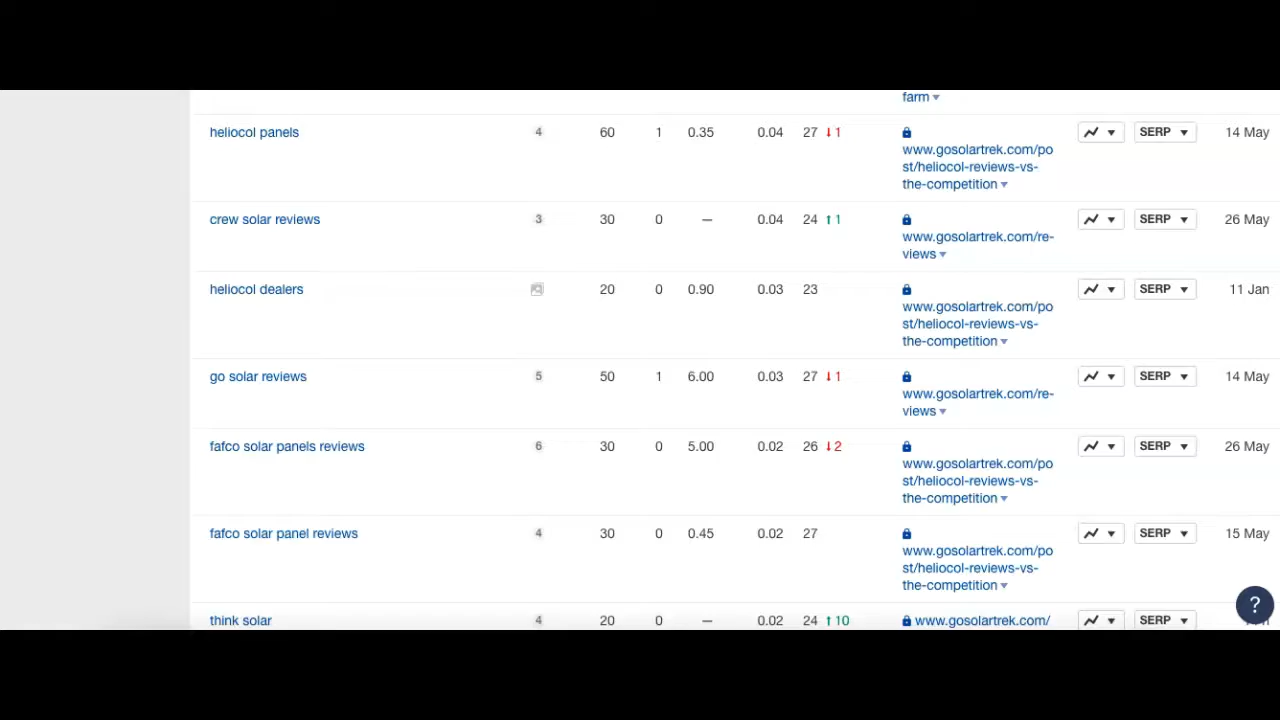 farm
heliocol panels 4 60 1 0.35 0.04 27 ↓1 www.gosolartrek.com/po SERP 14 May
st/heliocol-reviews-vs-
the-competition
crew solar reviews 3 30 0 — 0.04 24 ↑1 www.gosolartrek.com/re- SERP 26 May
views
heliocol dealers 20 0 0.90 0.03 23 www.gosolartrek.com/po SERP 11 Jan
st/heliocol-reviews-vs-
the-competition
go solar reviews 5 50 1 6.00 0.03 27 ↓1 www.gosolartrek.com/re- SERP 14 May
views
fafco solar panels reviews 6 30 0 5.00 0.02 26 ↓2 www.gosolartrek.com/po SERP 26 May
st/heliocol-reviews-vs-
the-competition
fafco solar panel reviews 4 30 0 0.45 0.02 27 www.gosolartrek.com/po SERP 15 May
st/heliocol-reviews-vs-
the-competition
?
think solar 4 20 0 — 0.02 24 ↑10 www.gosolartrek.com/ SERP